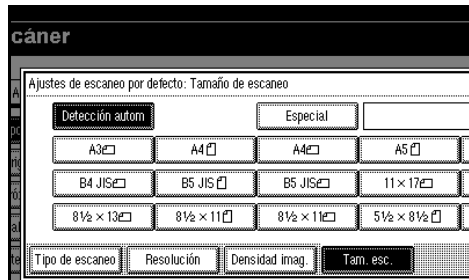 cáner
Ajustes de escaneo por defecto: Tamaño de escaneo
Detección autom Especial
A3 A4 A4 A5
B4 JIS B5 JIS B5 JIS 11×17
8½×13 8½×11 8½×11 5½×8½
Tipo de escaneo Resolución Densidad imag. Tam. esc.